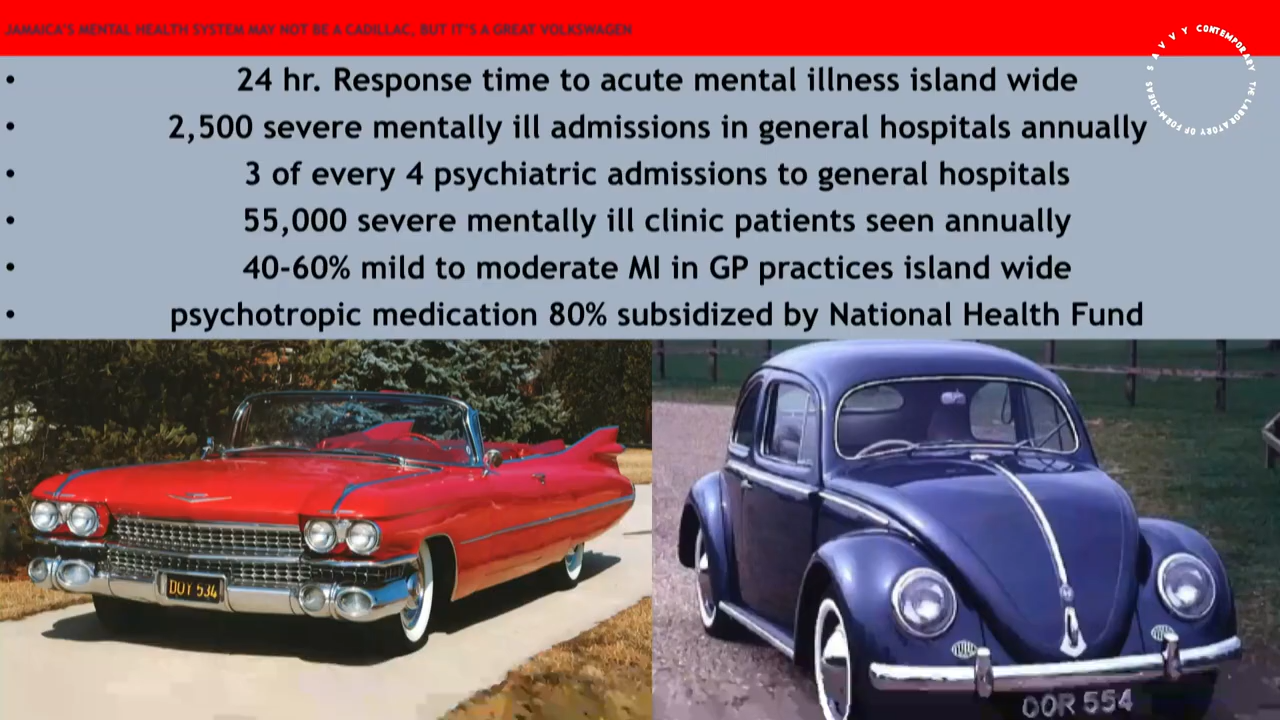 JAMAICA'S MENTAL HEALTH SYSTEM MAY NOT BE A CADILLAC, BUT IT'S A GREAT VOLKSWAGEN
SAVVY CONTEMPORARY THE LABORATORY OF FORM-IDEAS
• 24 hr. Response time to acute mental illness island wide
• 2,500 severe mentally ill admissions in general hospitals annually
• 3 of every 4 psychiatric admissions to general hospitals
• 55,000 severe mentally ill clinic patients seen annually
• 40-60% mild to moderate MI in GP practices island wide
• psychotropic medication 80% subsidized by National Health Fund
DUY 534
OOR 554